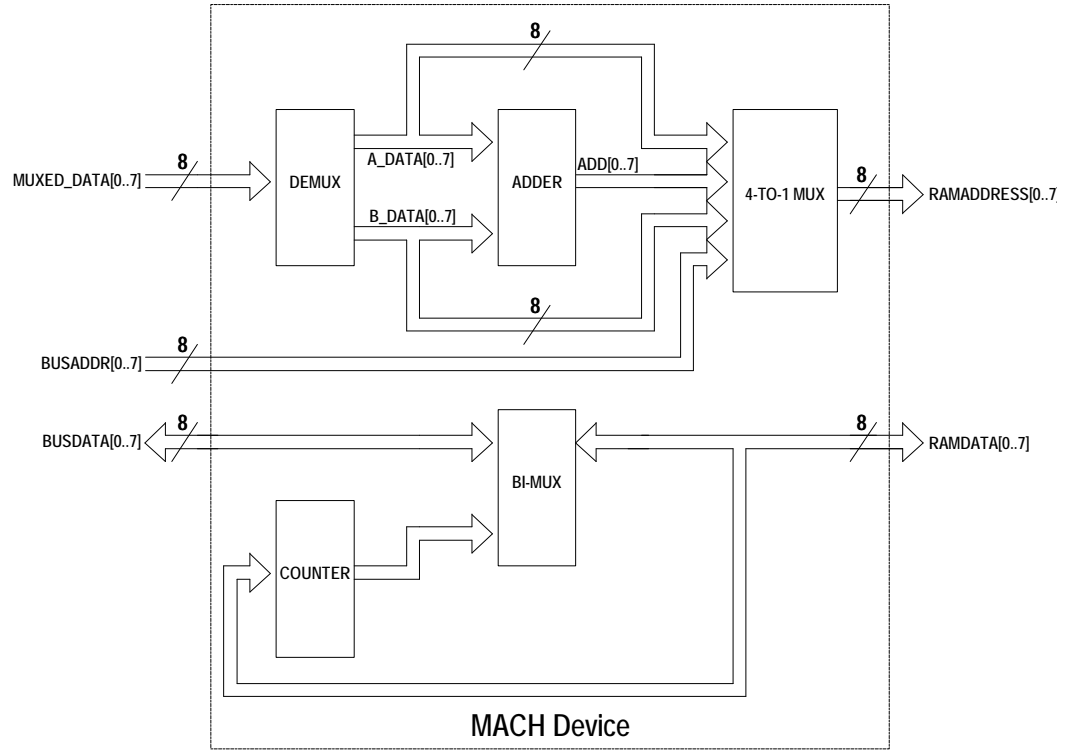 8
8
A_DATA[0..7]
ADD[0..7]
8
MUXED_DATA[0..7]
DEMUX
ADDER
4-TO-1 MUX
RAMADDRESS[0..7]
B_DATA[0..7]
8
8
BUSADDR[0..7]
8
8
BUSDATA[0..7]
RAMDATA[0..7]
BI-MUX
COUNTER
MACH Device